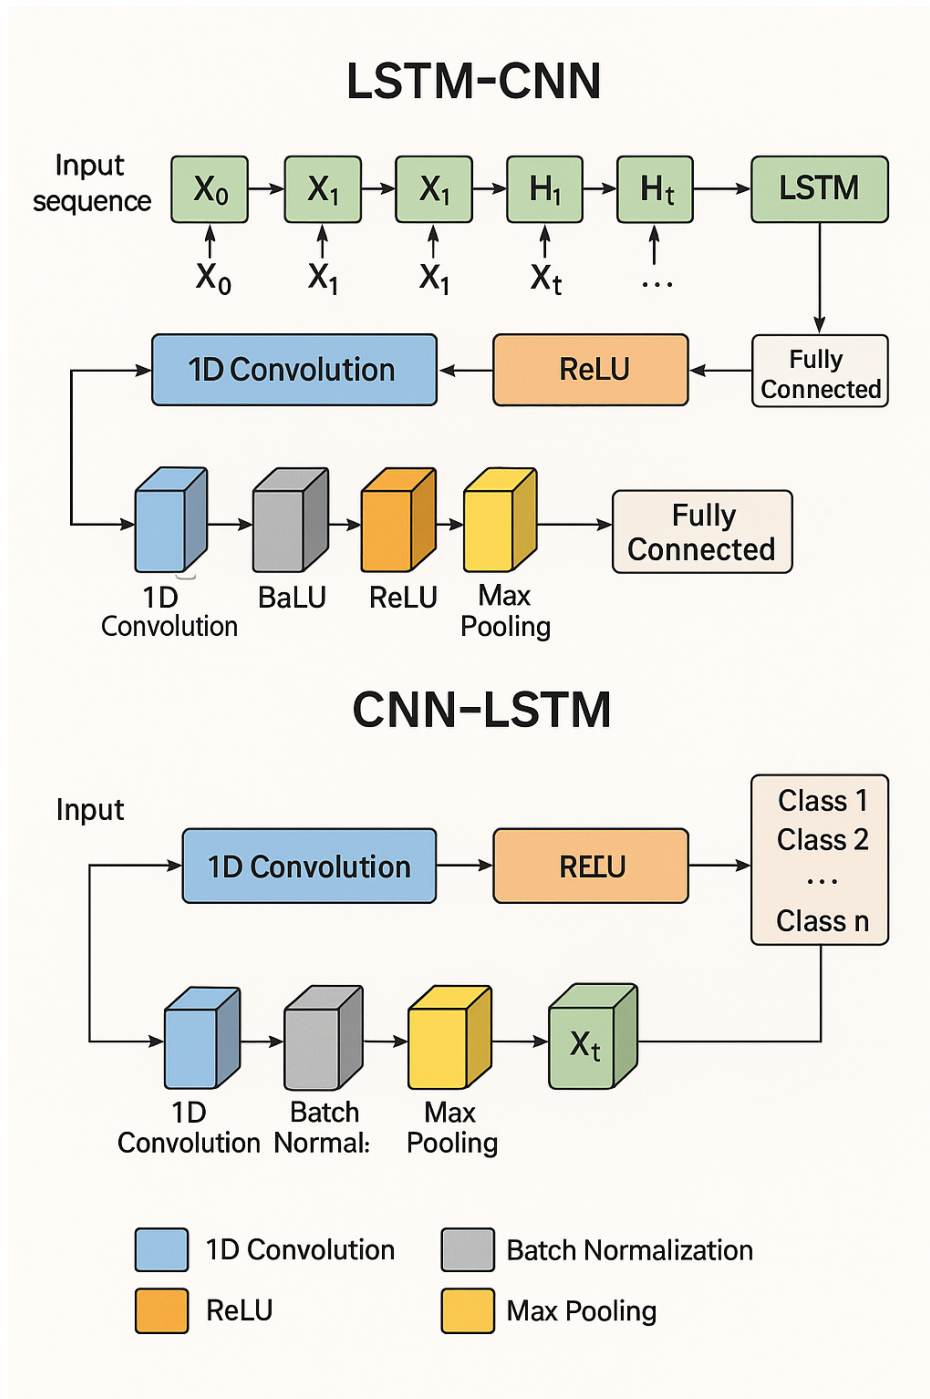 LSTM-CNN
Input
sequence
X₀ X₁ X₁ H₁ Hₜ LSTM
X₀ X₁ X₁ Xₜ ...
1D Convolution ReLU Fully
Connected
Fully
Connected
1D
Convolution
BaLU
ReLU
Max
Pooling
CNN-LSTM
Input
1D Convolution
Class 1
Class 2
...
Class n
Xₜ
1D
Convolution
Batch
Normal:
Max
Pooling
1D Convolution
Batch Normalization
ReLU
Max Pooling